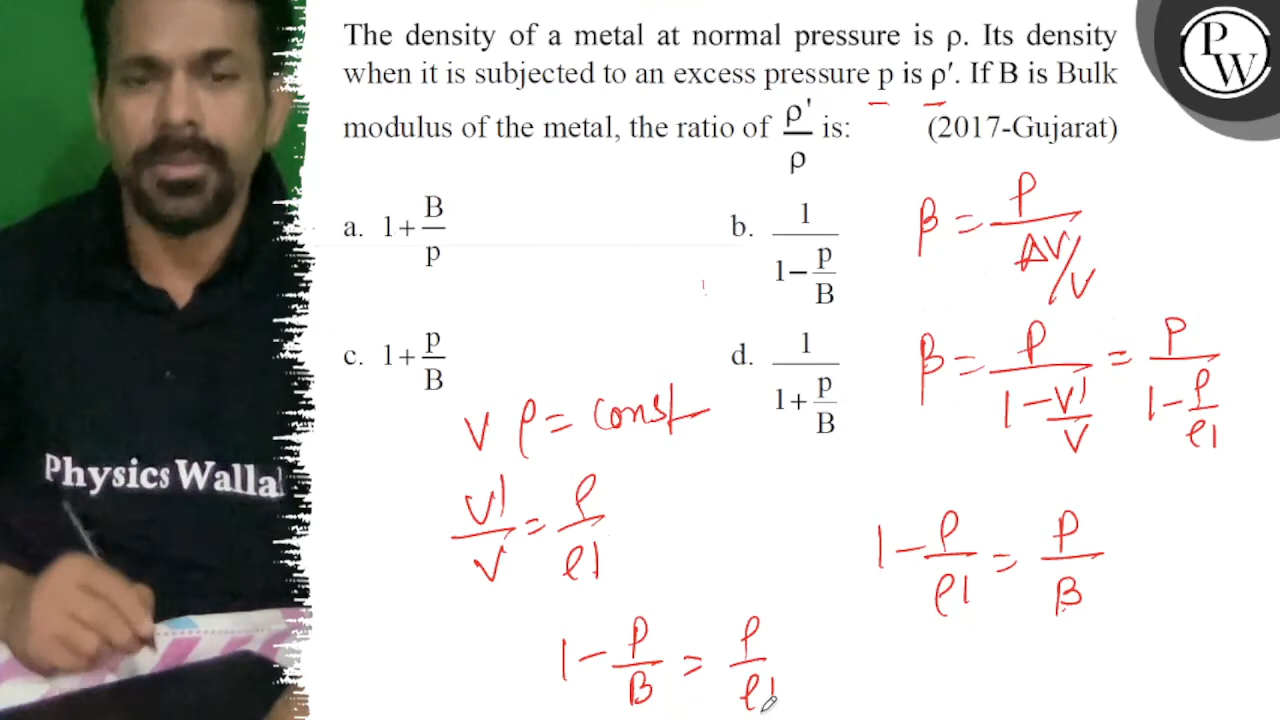 The density of a metal at normal pressure is ρ. Its density
when it is subjected to an excess pressure p is ρ′. If B is Bulk
modulus of the metal, the ratio of ρ'/ρ is: (2017-Gujarat)
a. 1+B/p
b. 1/(1−p/B)
c. 1+p/B
d. 1/(1+p/B)
PW
Physics Walla
β = P/(ΔV/V)
β = P/(1−V'/V) = P/(1−ρ/ρ')
V ρ = const
V'/V = ρ/ρ'
1−ρ/ρ' = P/B
1−P/B = ρ/ρ'